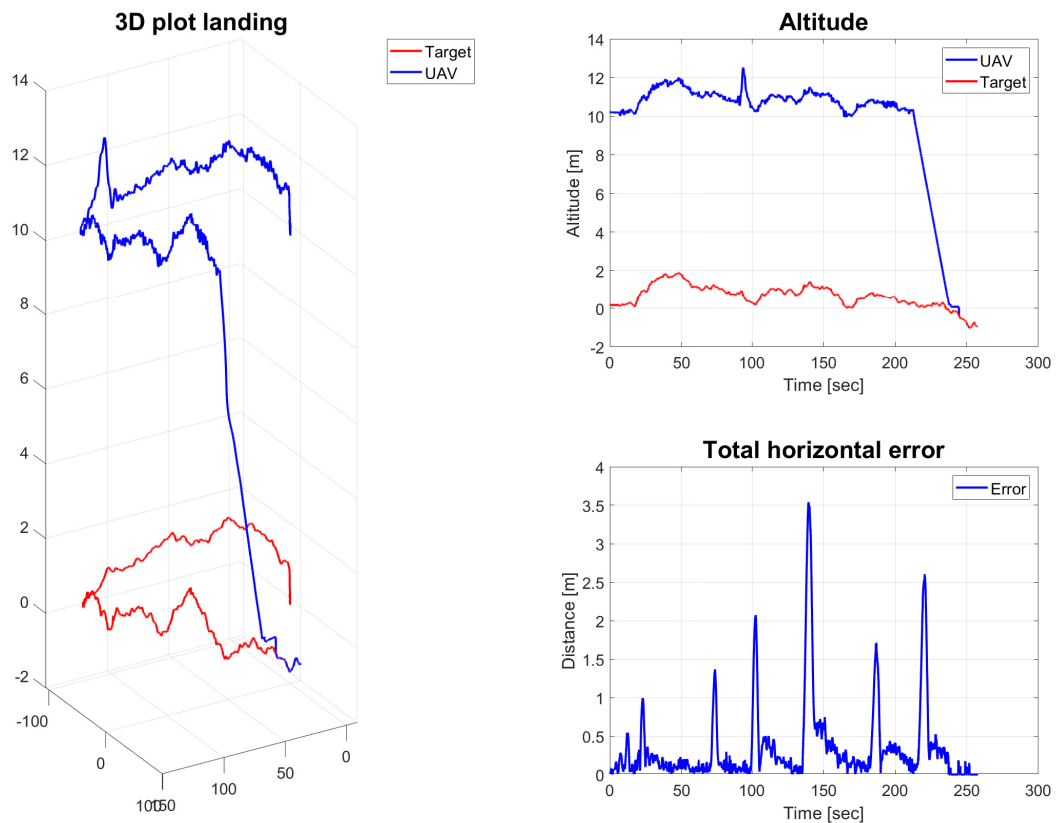 3D plot landing
Target
UAV
14
12
10
8
6
4
2
0
-2
-100
0
100
150
100
50
0
Altitude
UAV
Target
Altitude [m]
14
12
10
8
6
4
2
0
-2
0 50 100 150 200 250 300
Time [sec]
Total horizontal error
Error
Distance [m]
4
3.5
3
2.5
2
1.5
1
0.5
0
0 50 100 150 200 250 300
Time [sec]